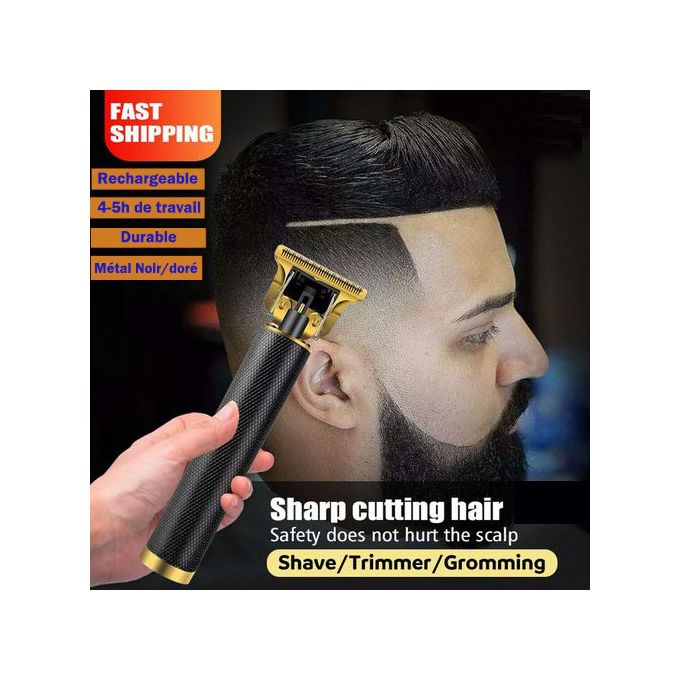 FAST
SHIPPING
Rechargeable
4-5h de travail
Durable
Métal Noir/doré
Sharp cutting hair
Safety does not hurt the scalp
Shave/Trimmer/Gromming